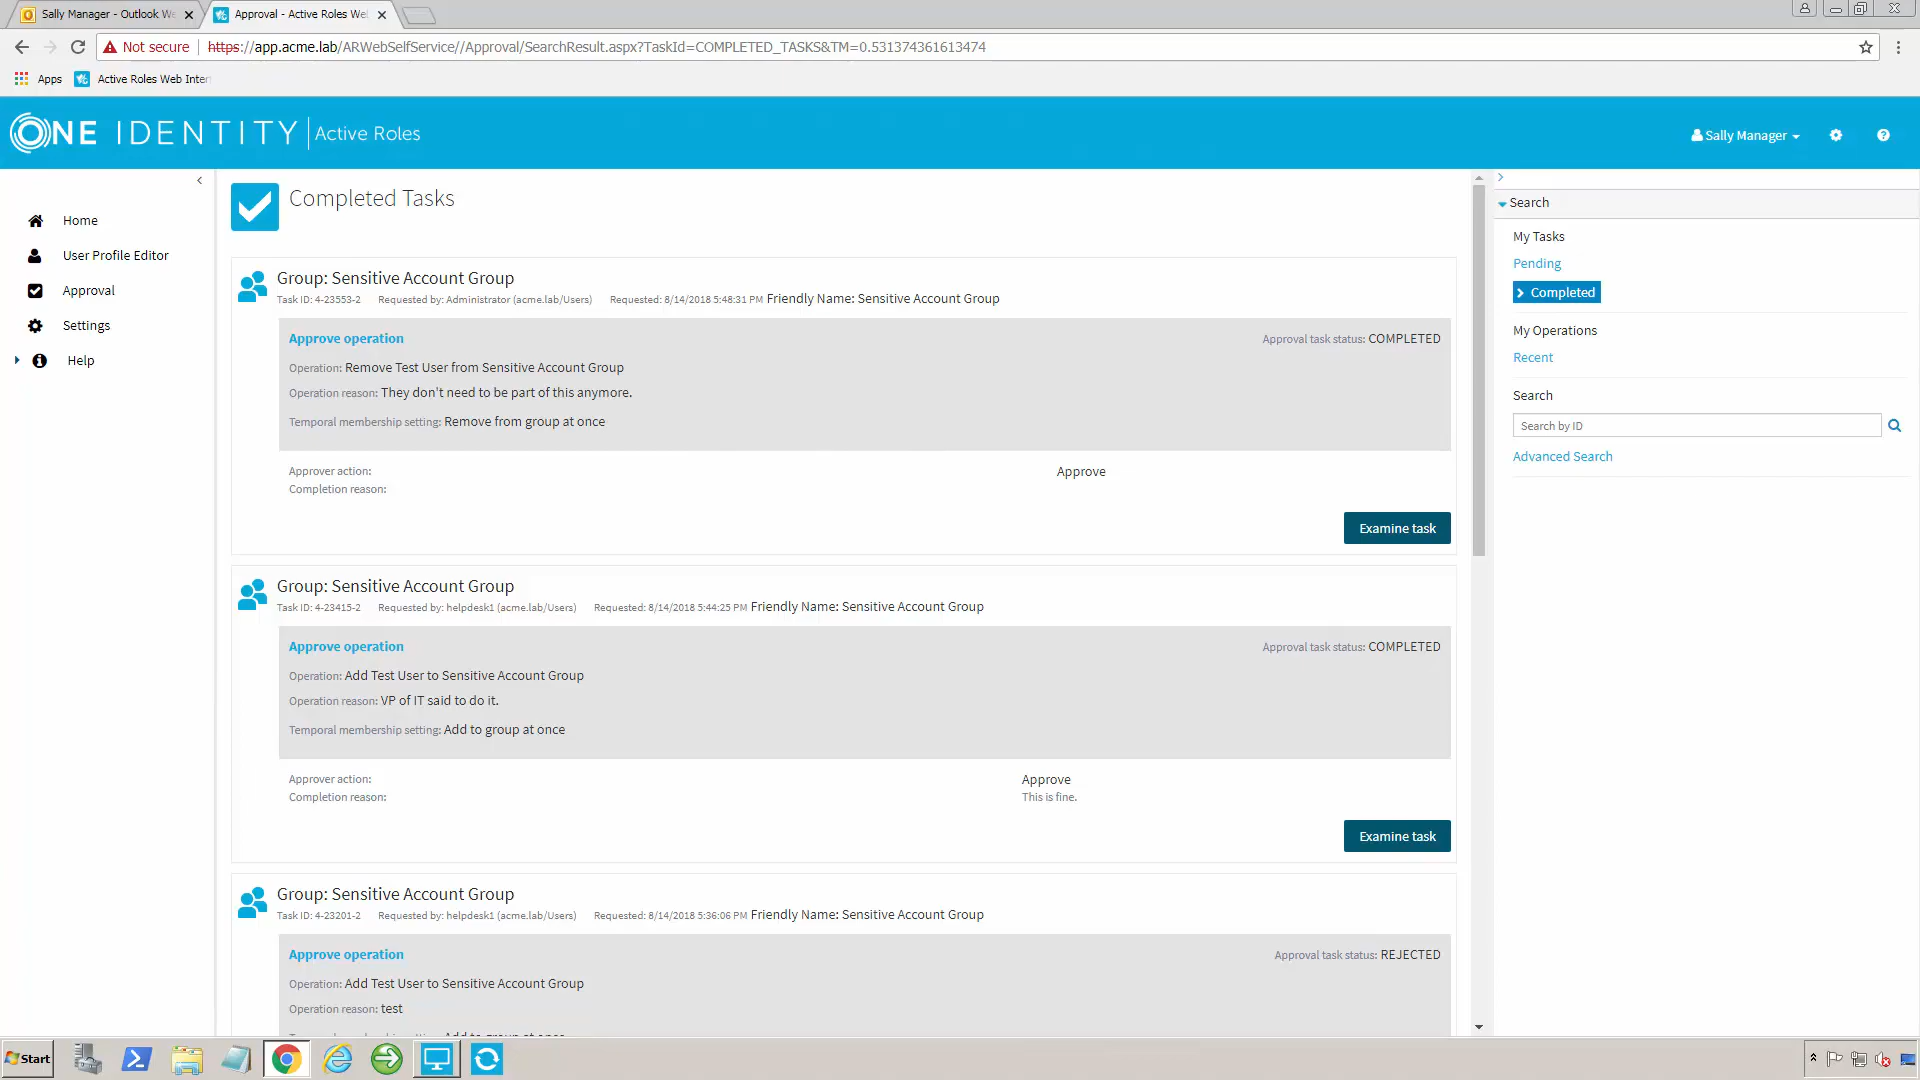 Sally Manager - Outlook We
Approval - Active Roles Wel
Not secure
https://app.acme.lab/ARWebSelfService//Approval/SearchResult.aspx?TaskId=COMPLETED_TASKS&TM=0.531374361613474
Apps
Active Roles Web Inter
ONE IDENTITY
Active Roles
Sally Manager
Home
User Profile Editor
Approval
Settings
Help
Completed Tasks
Group: Sensitive Account Group
Task ID: 4-23553-2 Requested by: Administrator (acme.lab/Users) Requested: 8/14/2018 5:48:31 PM Friendly Name: Sensitive Account Group
Approve operation
Approval task status: COMPLETED
Operation: Remove Test User from Sensitive Account Group
Operation reason: They don't need to be part of this anymore.
Temporal membership setting: Remove from group at once
Approver action: Approve
Completion reason:
Examine task
Group: Sensitive Account Group
Task ID: 4-23415-2 Requested by: helpdesk1 (acme.lab/Users) Requested: 8/14/2018 5:44:25 PM Friendly Name: Sensitive Account Group
Approve operation
Approval task status: COMPLETED
Operation: Add Test User to Sensitive Account Group
Operation reason: VP of IT said to do it.
Temporal membership setting: Add to group at once
Approver action: Approve
Completion reason: This is fine.
Examine task
Group: Sensitive Account Group
Task ID: 4-23201-2 Requested by: helpdesk1 (acme.lab/Users) Requested: 8/14/2018 5:36:06 PM Friendly Name: Sensitive Account Group
Approve operation
Approval task status: REJECTED
Operation: Add Test User to Sensitive Account Group
Operation reason: test
Search
My Tasks
Pending
Completed
My Operations
Recent
Search
Search by ID
Advanced Search
Start